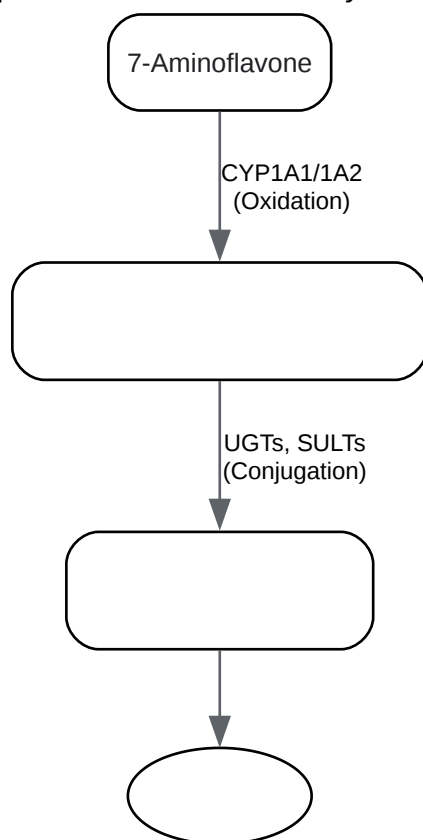 7-Aminoflavone
CYP1A1/1A2
(Oxidation)
UGTs, SULTs
(Conjugation)